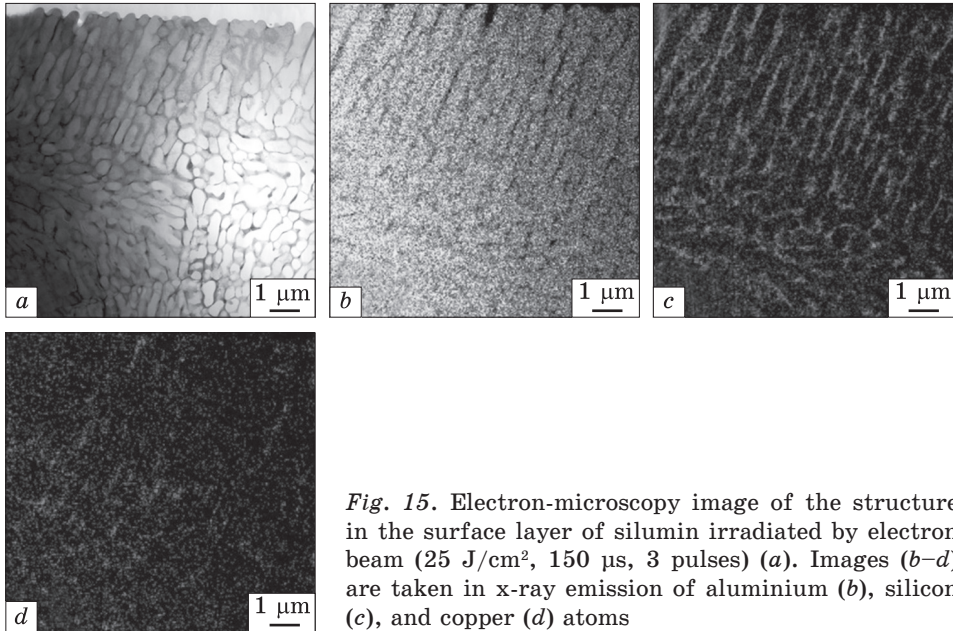 a
1 μm
b
1 μm
c
1 μm
d
1 μm
Fig. 15. Electron-microscopy image of the structure
in the surface layer of silumin irradiated by electron
beam (25 J/cm², 150 μs, 3 pulses) (a). Images (b–d)
are taken in x-ray emission of aluminium (b), silicon
(c), and copper (d) atoms